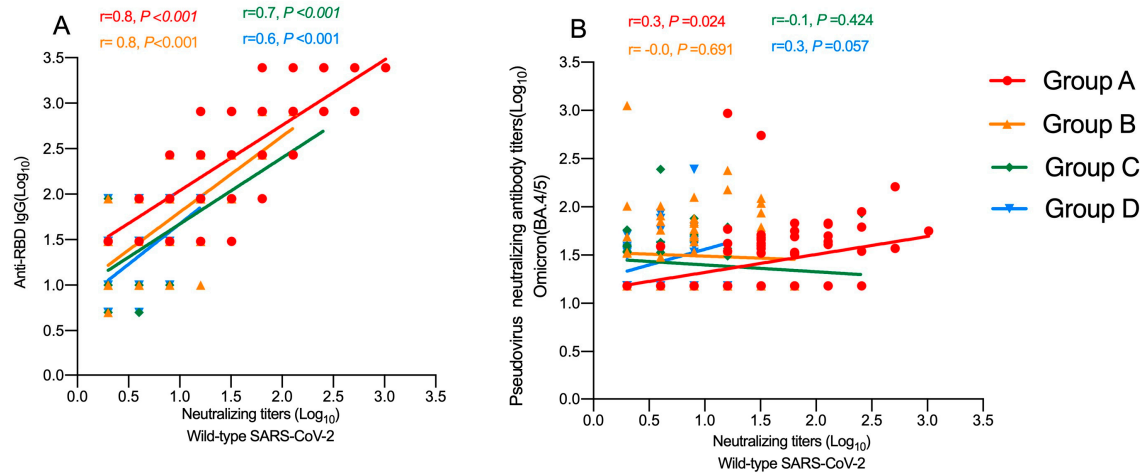 A
r=0.8, P <0.001
r=0.7, P <0.001
r= 0.8, P<0.001
r=0.6, P <0.001
3.5
3.0
2.5
2.0
1.5
1.0
0.5
0.0
Anti-RBD IgG(Log10)
0.0 0.5 1.0 1.5 2.0 2.5 3.0 3.5
Neutralizing titers (Log10)
Wild-type SARS-CoV-2
B
r=0.3, P =0.024
r=-0.1, P =0.424
r= -0.0, P =0.691
r=0.3, P =0.057
3.5
3.0
2.5
2.0
1.5
1.0
0.5
0.0
Pseudovirus neutralizing antibody titers(Log10)
Omicron(BA.4/5)
0.0 0.5 1.0 1.5 2.0 2.5 3.0 3.5
Neutralizing titers (Log10)
Wild-type SARS-CoV-2
Group A
Group B
Group C
Group D